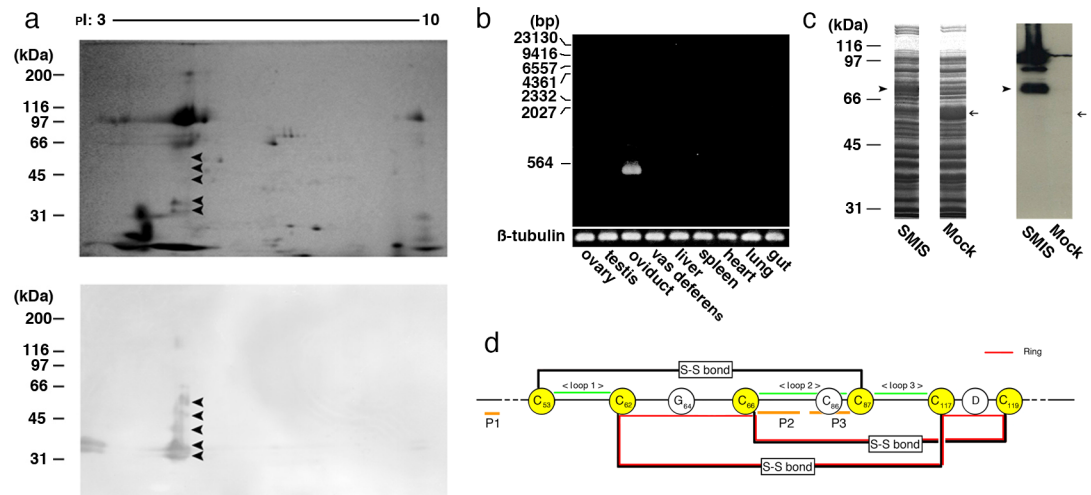 a
pI: 3 10
(kDa)
200
116
97
66
45
31
(kDa)
200
116
97
66
45
31
b
(bp)
23130
9416
6557
4361
2332
2027
564
ß-tubulin
ovary
testis
oviduct
vas deferens
liver
spleen
heart
lung
gut
c
(kDa)
116
97
66
45
31
SMIS
Mock
SMIS
Mock
d
Ring
S-S bond
< loop 1 > < loop 2 > < loop 3 >
C53 C62 G64 C66 C86 C87 C117 D C119
P1 P2 P3
S-S bond
S-S bond